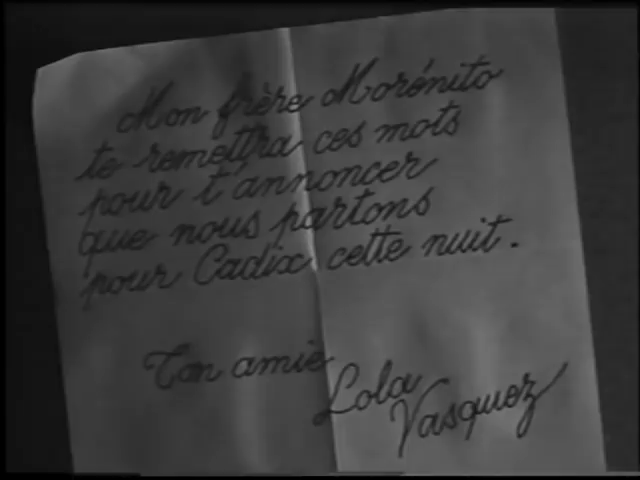 Mon frère Morénito
te remettra ces mots
pour t'annoncer
que nous partons
pour Cadix cette nuit.
Ton amie
Lola
Vasquez